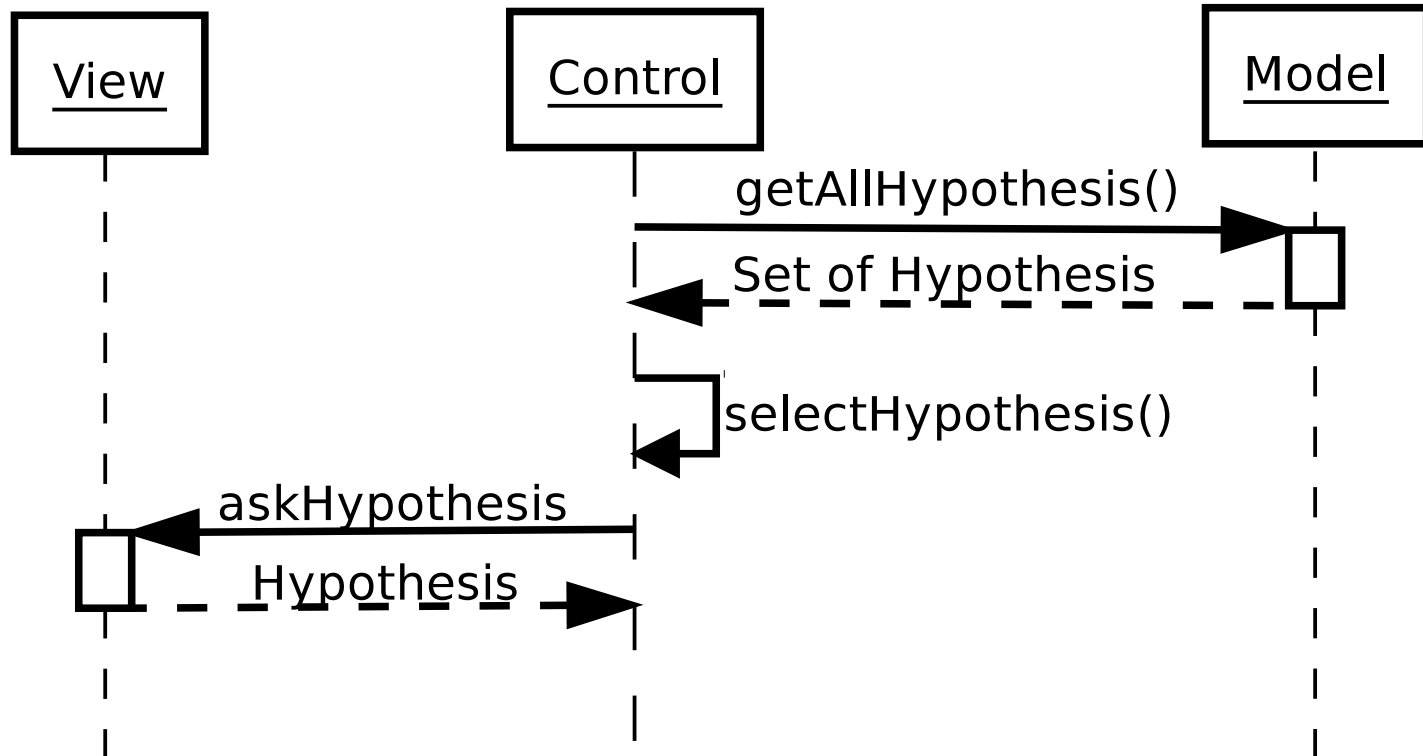 View
Control
Model
getAllHypothesis()
Set of Hypothesis
selectHypothesis()
askHypothesis
Hypothesis